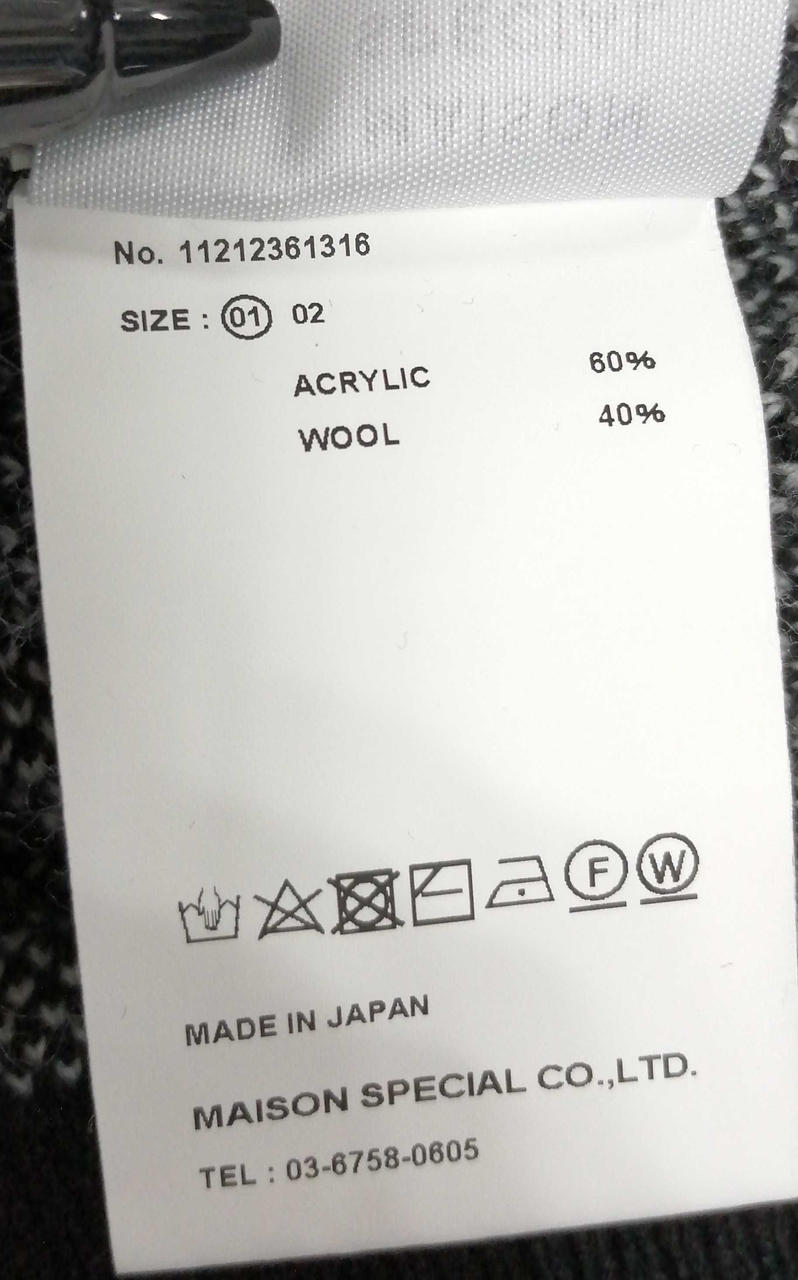 No. 11212361316
SIZE : 01 02
ACRYLIC 60%
WOOL 40%
F W
MADE IN JAPAN
MAISON SPECIAL CO.,LTD.
TEL : 03-6758-0605